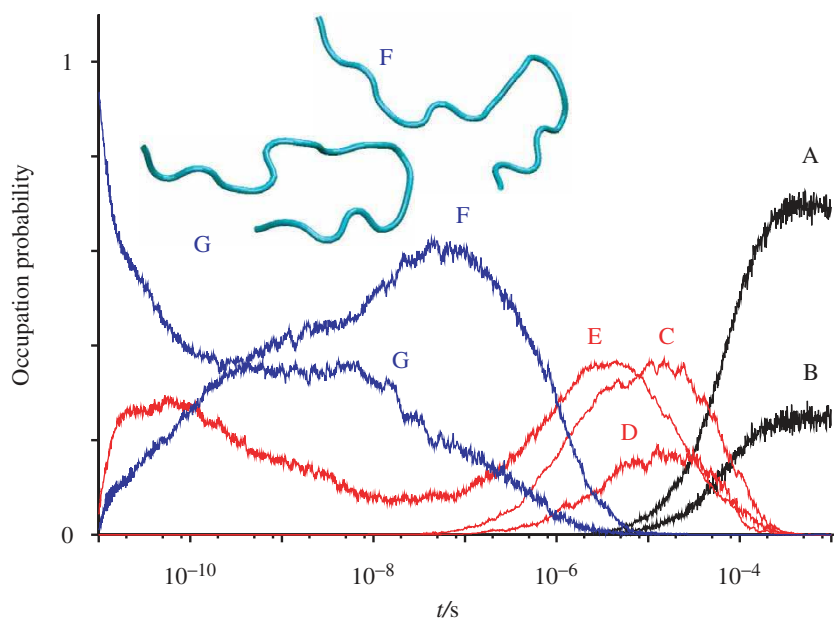 F
1
A
G
F
E
C
G
B
D
0
10⁻¹⁰
10⁻⁸
10⁻⁶
10⁻⁴
t/s
Occupation probability